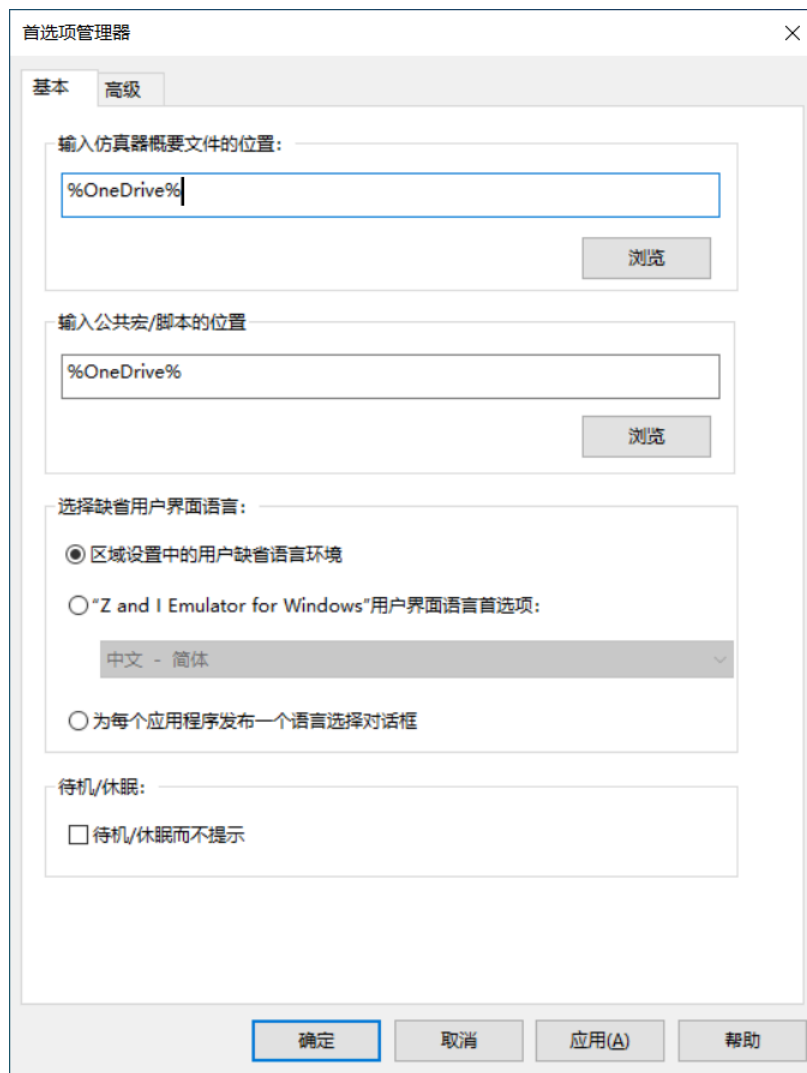 首选项管理器
基本
高级
输入仿真器概要文件的位置：
%OneDrive%
浏览
输入公共宏/脚本的位置
%OneDrive%
浏览
选择缺省用户界面语言：
区域设置中的用户缺省语言环境
“Z and I Emulator for Windows”用户界面语言首选项：
中文 - 简体
为每个应用程序发布一个语言选择对话框
待机/休眠：
待机/休眠而不提示
确定
取消
应用(A)
帮助